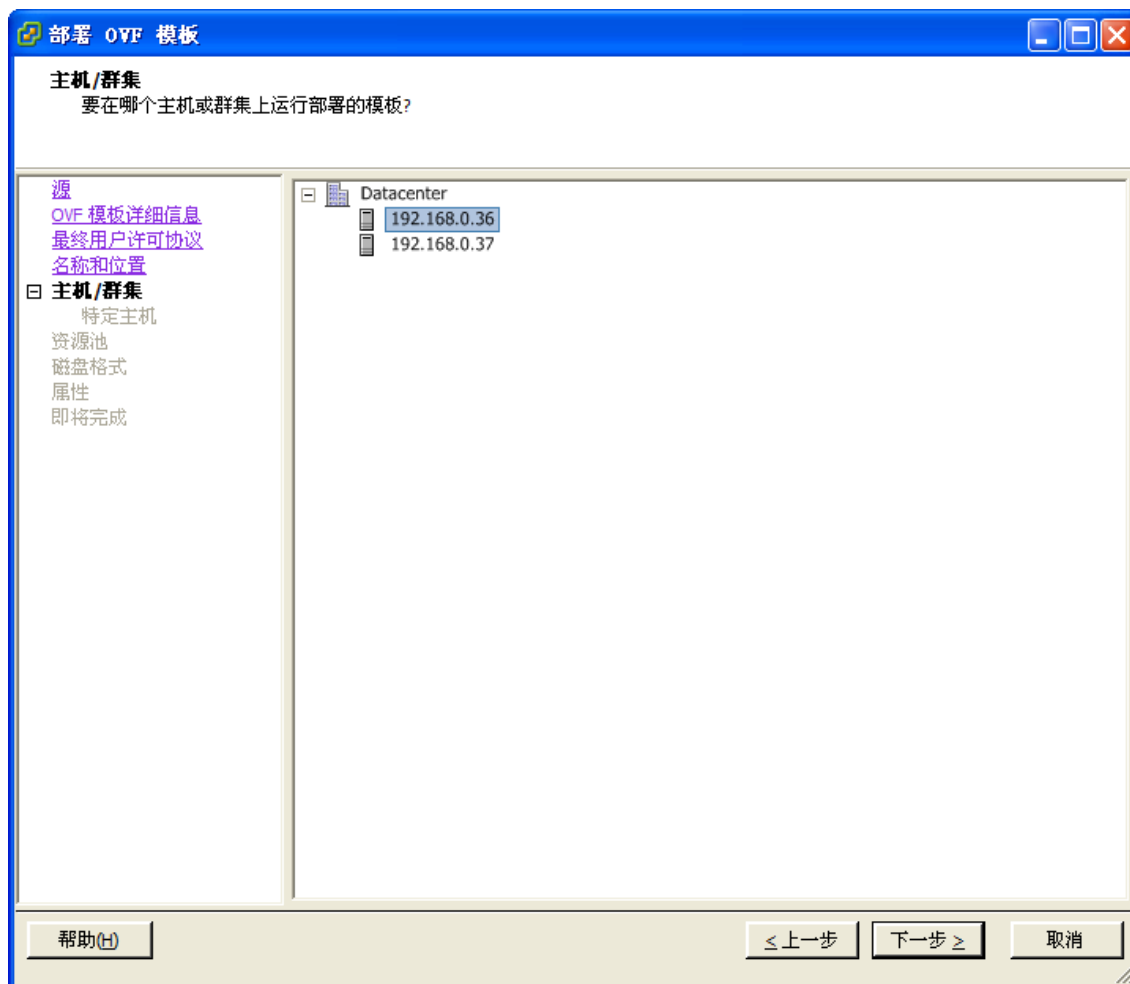 部署 OVF 模板
主机/群集
要在哪个主机或群集上运行部署的模板?
源
OVF 模板详细信息
最终用户许可协议
名称和位置
主机/群集
特定主机
资源池
磁盘格式
属性
即将完成
Datacenter
192.168.0.36
192.168.0.37
帮助(H)
≤上一步
下一步 ≥
取消